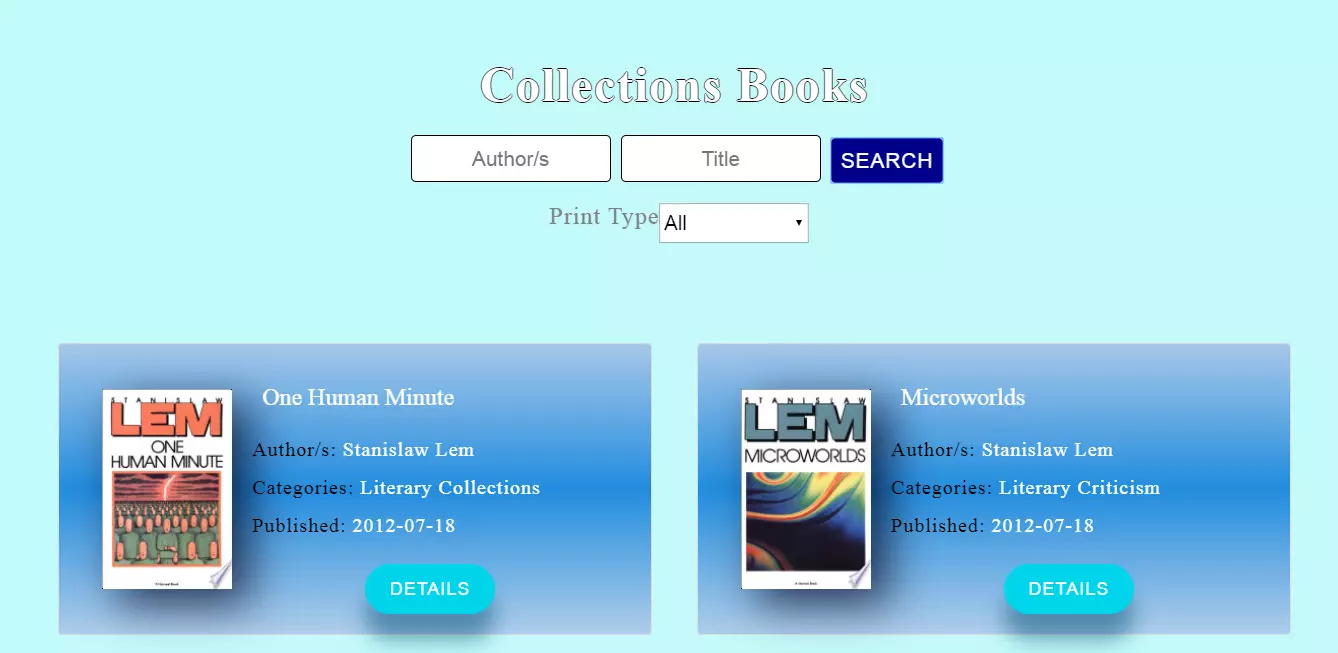 Collections Books
Author/s
Title
SEARCH
Print Type
All
STANISLAW
LEM
ONE
HUMAN MINUTE
One Human Minute
Author/s: Stanislaw Lem
Categories: Literary Collections
Published: 2012-07-18
DETAILS
STANISLAW
LEM
MICROWORLDS
Microworlds
Author/s: Stanislaw Lem
Categories: Literary Criticism
Published: 2012-07-18
DETAILS